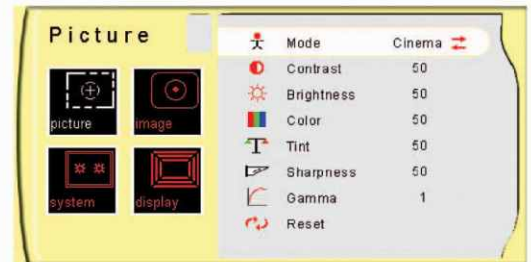 Picture
picture
image
system
display
Mode Cinema
Contrast 50
Brightness 50
Color 50
Tint 50
Sharpness 50
Gamma 1
Reset